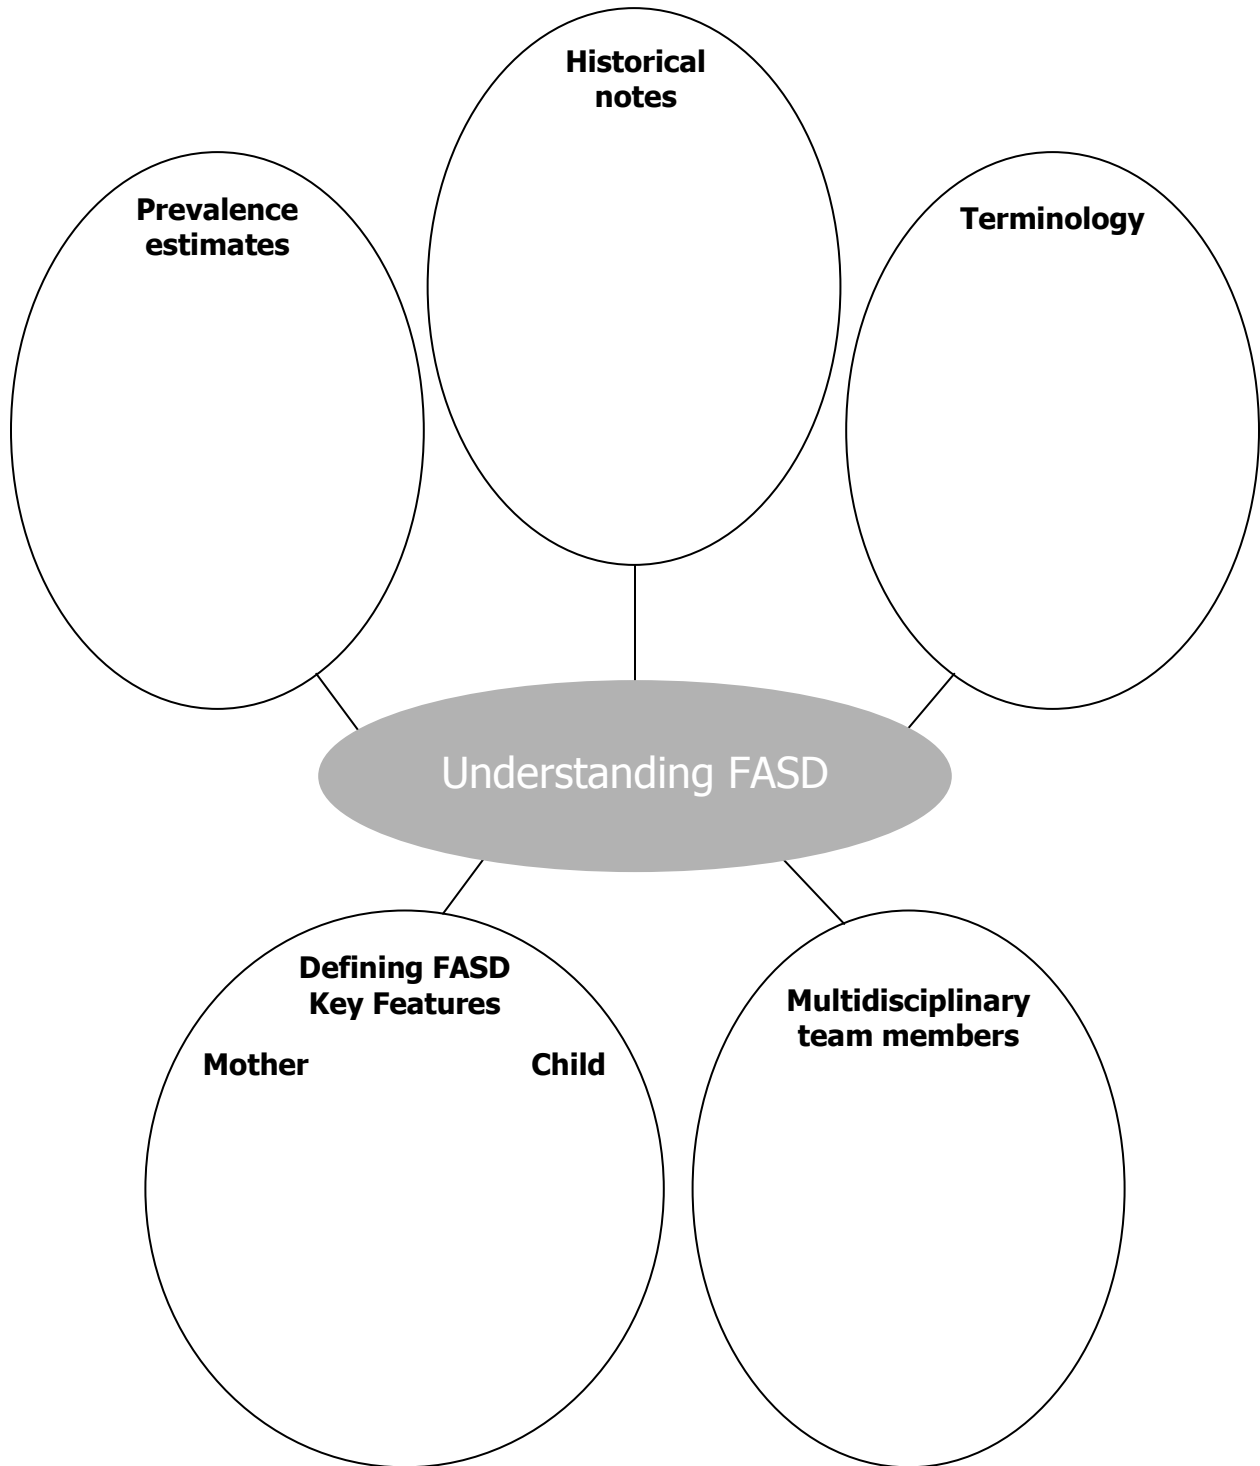 Historical
notes
Prevalence
estimates
Terminology
Understanding FASD
Defining FASD
Key Features
Mother
Child
Multidisciplinary
team members